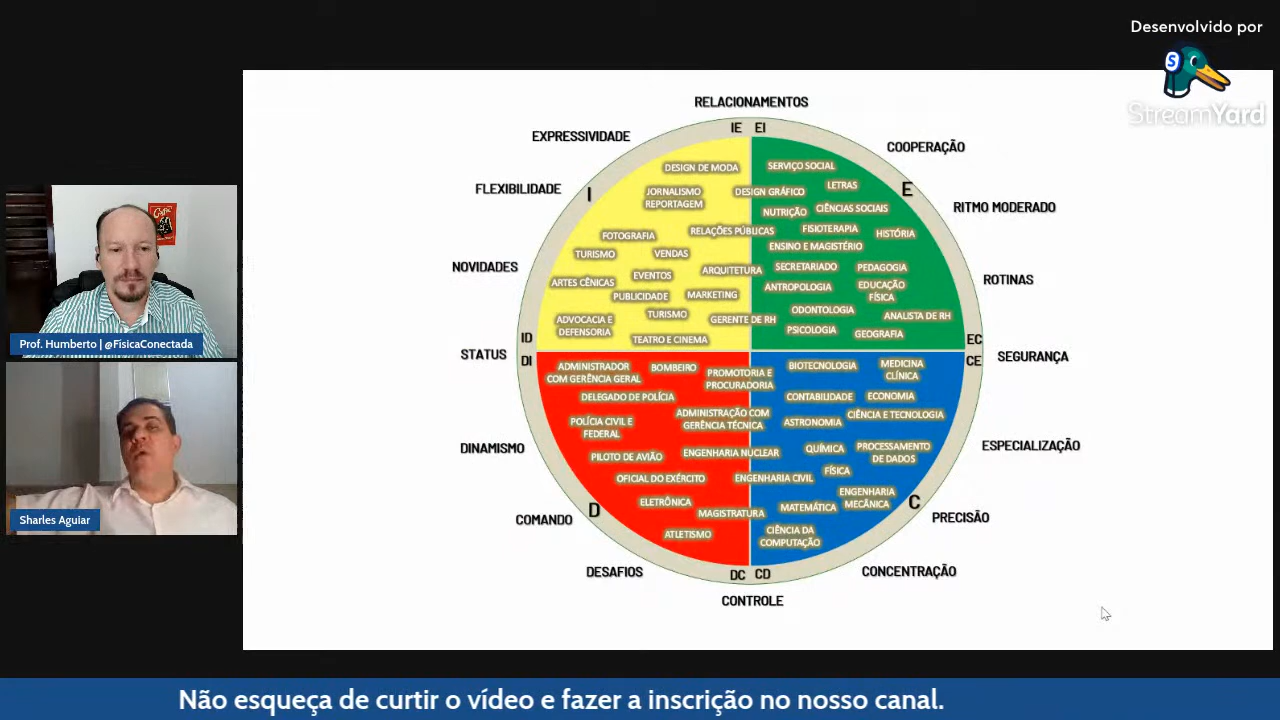 Desenvolvido por
S
StreamYard
RELACIONAMENTOS
EXPRESSIVIDADE
IE EI
COOPERAÇÃO
FLEXIBILIDADE
I
E
RITMO MODERADO
NOVIDADES
ROTINAS
STATUS
ID
DI
EC
CE
SEGURANÇA
DINAMISMO
ESPECIALIZAÇÃO
COMANDO
D
C
PRECISÃO
DESAFIOS
DC CD
CONCENTRAÇÃO
CONTROLE
DESIGN DE MODA
JORNALISMO
REPORTAGEM
FOTOGRAFIA
RELAÇÕES PÚBLICAS
TURISMO
VENDAS
ARTES CÊNICAS
EVENTOS
ARQUITETURA
PUBLICIDADE
MARKETING
ADVOCACIA E
DEFENSORIA
TURISMO
GERENTE DE RH
TEATRO E CINEMA
SERVIÇO SOCIAL
DESIGN GRÁFICO
LETRAS
NUTRIÇÃO
CIÊNCIAS SOCIAIS
FISIOTERAPIA
HISTÓRIA
ENSINO E MAGISTÉRIO
SECRETARIADO
PEDAGOGIA
ANTROPOLOGIA
EDUCAÇÃO
FÍSICA
ODONTOLOGIA
ANALISTA DE RH
PSICOLOGIA
GEOGRAFIA
ADMINISTRADOR
COM GERÊNCIA GERAL
BOMBEIRO
PROMOTORIA E
PROCURADORIA
DELEGADO DE POLÍCIA
POLÍCIA CIVIL E
FEDERAL
ADMINISTRAÇÃO COM
GERÊNCIA TÉCNICA
PILOTO DE AVIÃO
ENGENHARIA NUCLEAR
OFICIAL DO EXÉRCITO
ENGENHARIA CIVIL
ELETRÔNICA
MAGISTRATURA
ATLETISMO
BIOTECNOLOGIA
MEDICINA
CLÍNICA
CONTABILIDADE
ECONOMIA
ASTRONOMIA
CIÊNCIA E TECNOLOGIA
QUÍMICA
PROCESSAMENTO
DE DADOS
FÍSICA
ENGENHARIA
MECÂNICA
MATEMÁTICA
CIÊNCIA DA
COMPUTAÇÃO
Prof. Humberto | @FisicaConectada
Sharles Aguiar
Não esqueça de curtir o vídeo e fazer a inscrição no nosso canal.